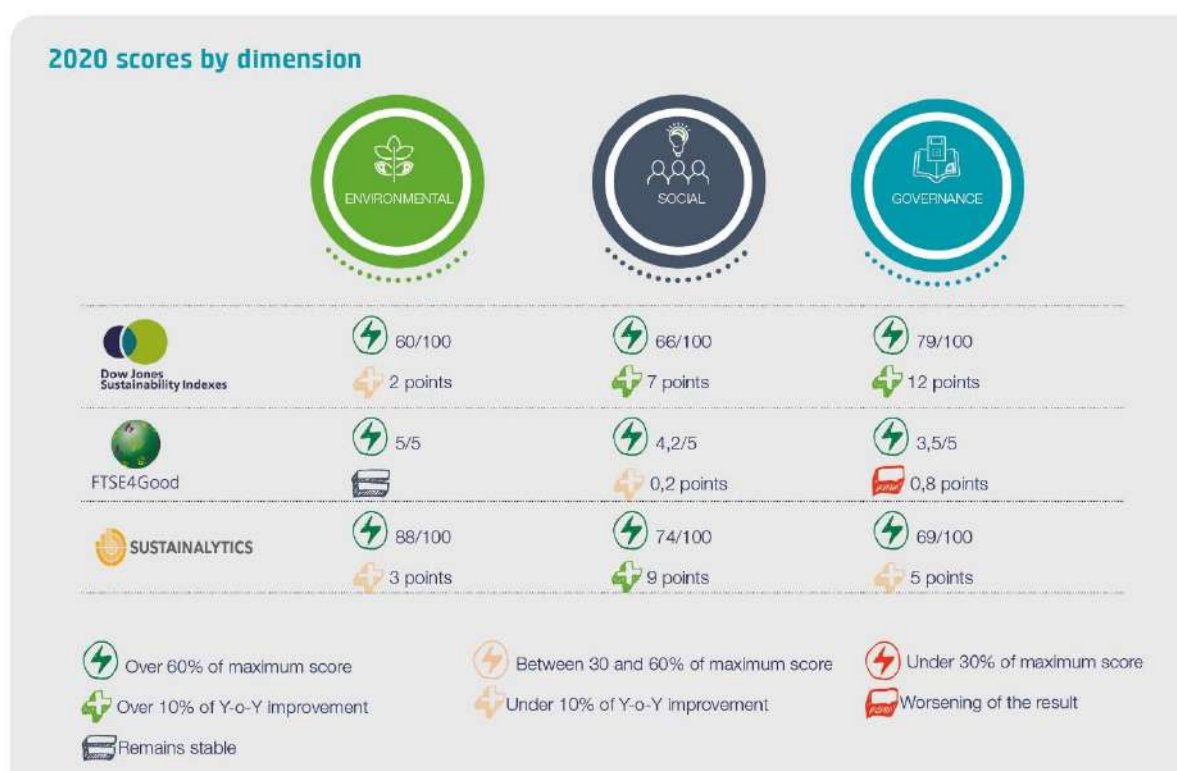 2020 scores by dimension
ENVIRONMENTAL
SOCIAL
GOVERNANCE
Dow Jones
Sustainability Indexes
60/100
66/100
79/100
2 points
7 points
12 points
FTSE4Good
5/5
4,2/5
3,5/5
0,2 points
0,8 points
SUSTAINALYTICS
88/100
74/100
69/100
3 points
9 points
5 points
Over 60% of maximum score
Between 30 and 60% of maximum score
Under 30% of maximum score
Over 10% of Y-o-Y improvement
Under 10% of Y-o-Y improvement
Worsening of the result
Remains stable